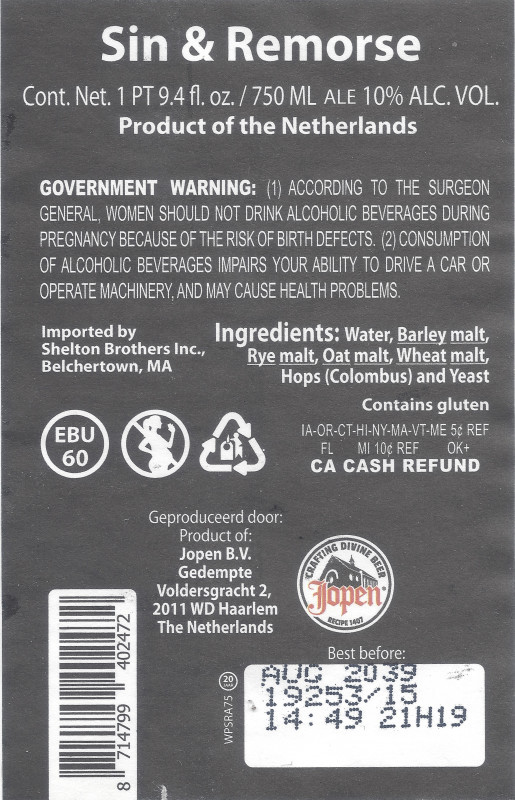 Sin & Remorse
Cont. Net. 1 PT 9.4 fl. oz. / 750 ML ALE 10% ALC. VOL.
Product of the Netherlands
GOVERNMENT WARNING: (1) ACCORDING TO THE SURGEON
GENERAL, WOMEN SHOULD NOT DRINK ALCOHOLIC BEVERAGES DURING
PREGNANCY BECAUSE OF THE RISK OF BIRTH DEFECTS. (2) CONSUMPTION
OF ALCOHOLIC BEVERAGES IMPAIRS YOUR ABILITY TO DRIVE A CAR OR
OPERATE MACHINERY, AND MAY CAUSE HEALTH PROBLEMS.
Imported by
Shelton Brothers Inc.,
Belchertown, MA
Ingredients: Water, Barley malt,
Rye malt, Oat malt, Wheat malt,
Hops (Colombus) and Yeast
Contains gluten
EBU
60
IA-OR-CT-HI-NY-MA-VT-ME 5¢ REF
FL MI 10¢ REF OK+
CA CASH REFUND
Geproduceerd door:
Product of:
Jopen B.V.
Gedempte
Voldersgracht 2,
2011 WD Haarlem
The Netherlands
CRAFTING DIVINE BEER
Jopen®
RECIPE 1407
8 714799 402472
WPSRA75
20
Best before:
AUG 2039
19253/15
14:49 21H19